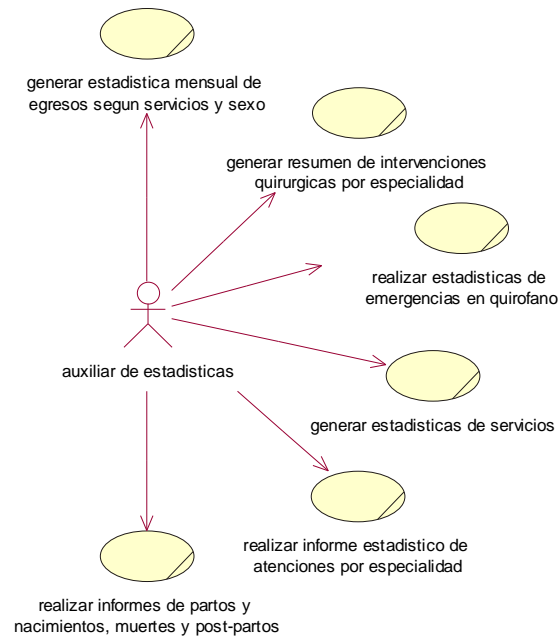 generar estadistica mensual de
egresos segun servicios y sexo
generar resumen de intervenciones
quirurgicas por especialidad
realizar estadisticas de
emergencias en quirofano
auxiliar de estadisticas
generar estadisticas de servicios
realizar informe estadistico de
atenciones por especialidad
realizar informes de partos y
nacimientos, muertes y post-partos